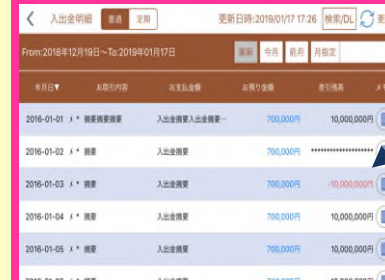 入出金明細 普通 定期 更新日時:2019/01/17 17:26 検索/DL 更
From:2018年12月19日～To:2019年01月17日 最新 今月 前月 月指定
年月日▼ お取引内容 お支払金額 お預り金額 差引残高 メモ
2016-01-01 メ * 摘要摘要摘要 入出金摘要入出金摘要… 700,000円 10,000,000円
2016-01-02 メ * 摘要 入出金摘要 700,000円 *******************
2016-01-03 メ * 摘要 入出金摘要 700,000円 -10,000,000円
2016-01-04 メ * 摘要 入出金摘要 700,000円 10,000,000円
2016-01-05 メ * 摘要 入出金摘要 700,000円 10,000,000円